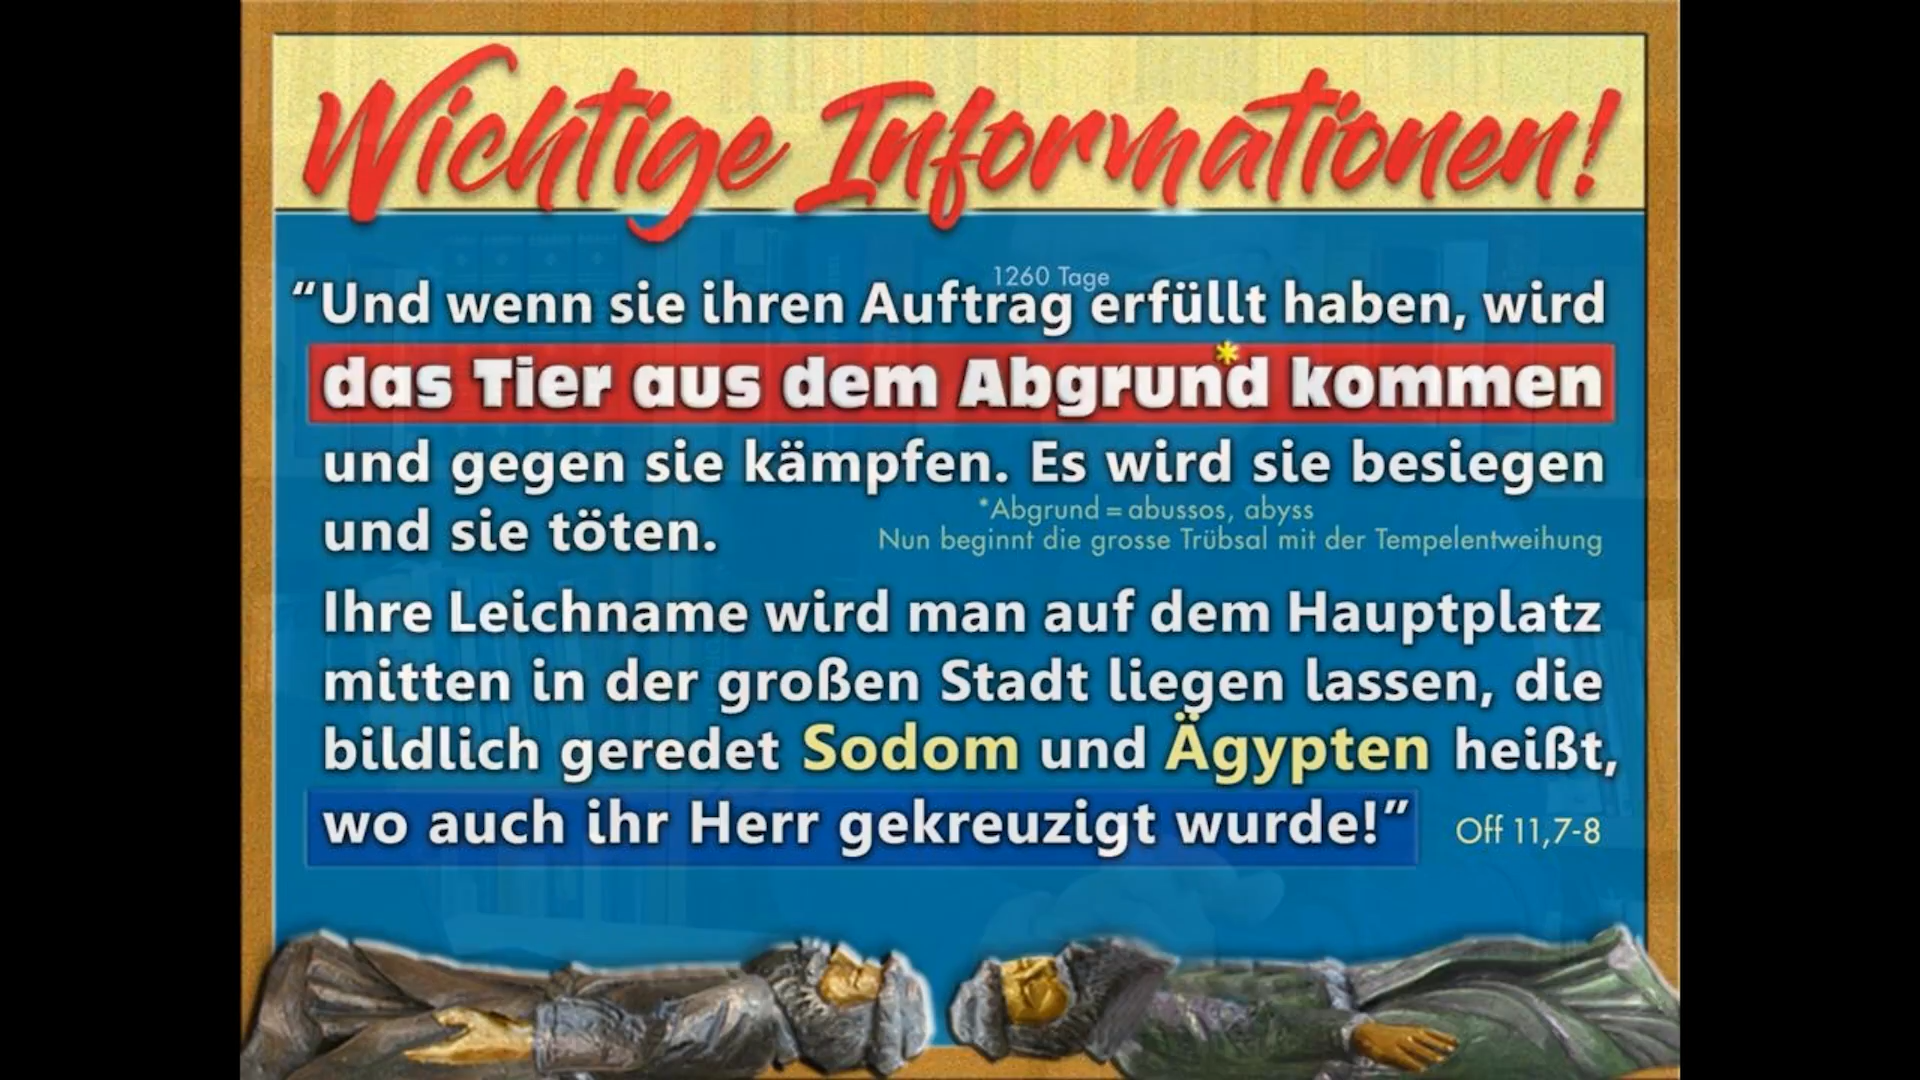 Wichtige Informationen!
1260 Tage
“Und wenn sie ihren Auftrag erfüllt haben, wird
das Tier aus dem Abgrund* kommen
und gegen sie kämpfen. Es wird sie besiegen
und sie töten.
*Abgrund = abussos, abyss
Nun beginnt die grosse Trübsal mit der Tempelentweihung
Ihre Leichname wird man auf dem Hauptplatz
mitten in der großen Stadt liegen lassen, die
bildlich geredet Sodom und Ägypten heißt,
wo auch ihr Herr gekreuzigt wurde!” Off 11,7-8